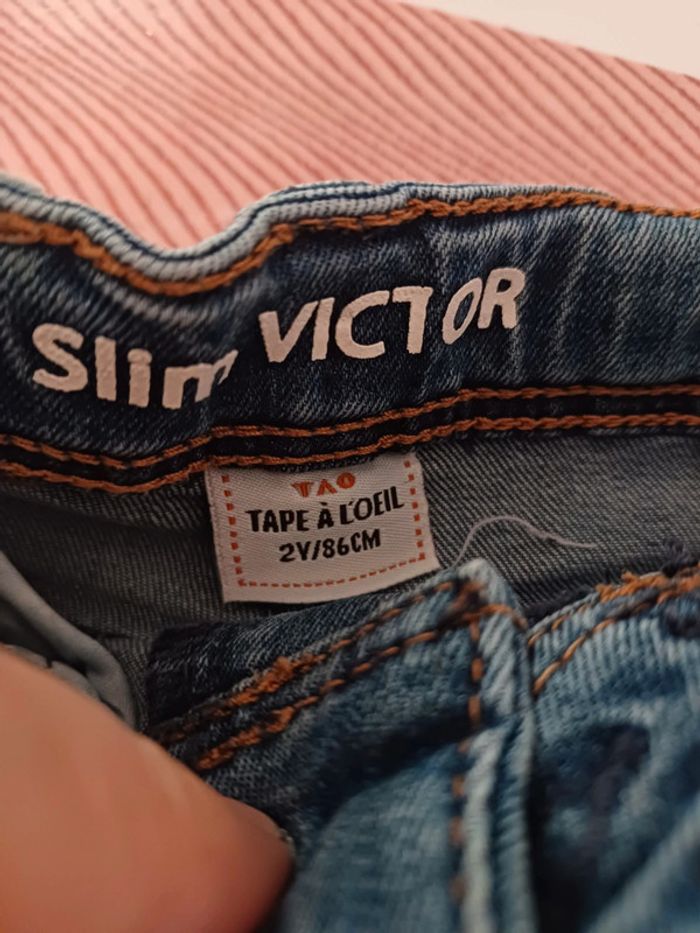 Slim VICTOR
TAO
TAPE À L'OEIL
2Y/86CM